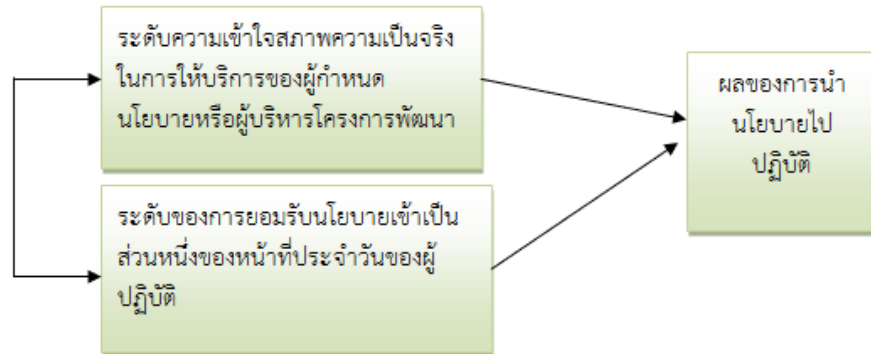 ระดับความเข้าใจสภาพความเป็นจริง
ในการให้บริการของผู้กำหนด
นโยบายหรือผู้บริหารโครงการพัฒนา
ระดับของการยอมรับนโยบายเข้าเป็น
ส่วนหนึ่งของหน้าที่ประจำวันของผู้
ปฏิบัติ
ผลของการนำ
นโยบายไป
ปฏิบัติ